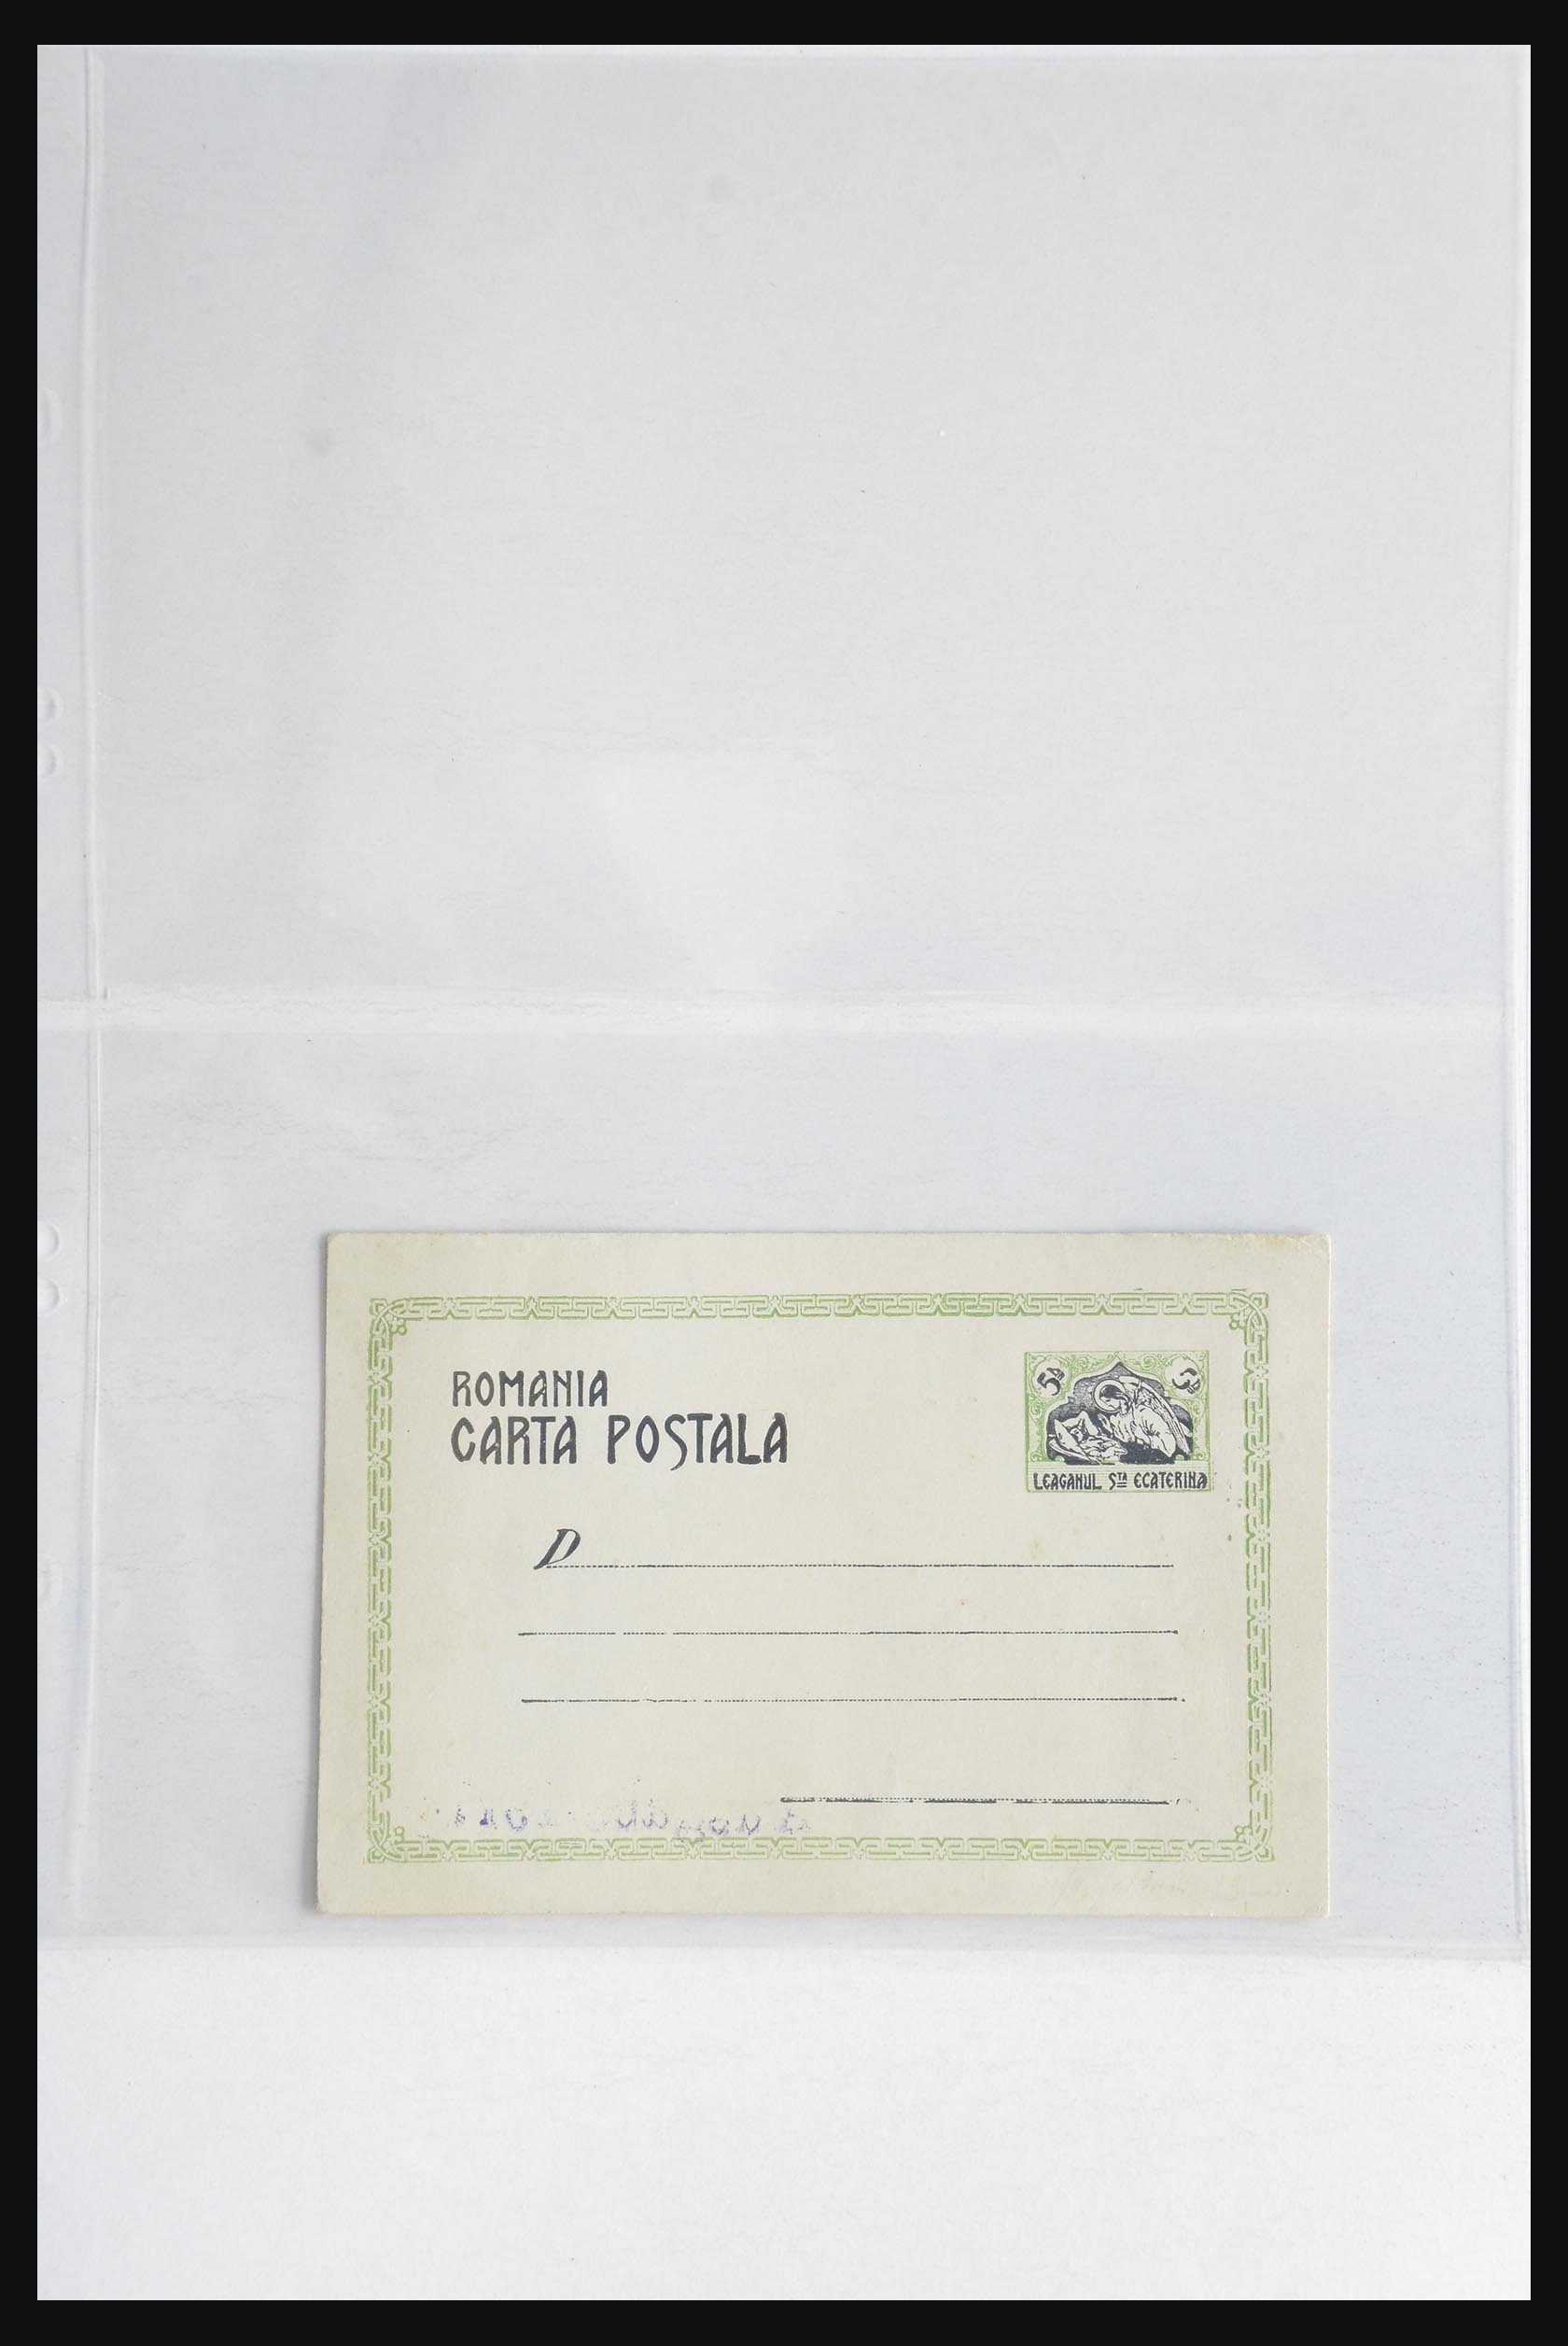 ROMANIA
CARTA POSTALA
5B 5B
LEAGANUL STA ECATERINA
D